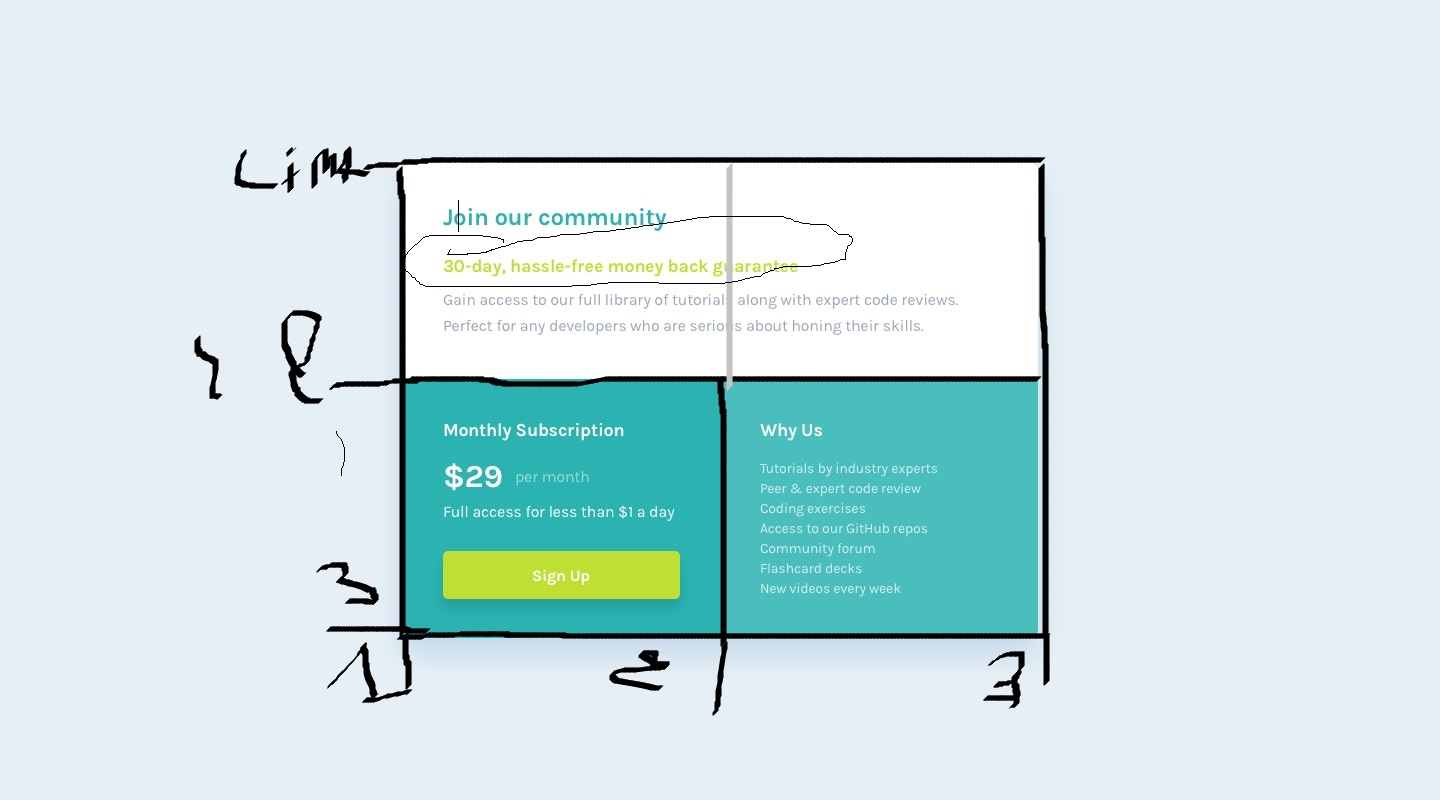 Join our community
30-day, hassle-free money back guarantee
Gain access to our full library of tutorials along with expert code reviews.
Perfect for any developers who are serious about honing their skills.
Monthly Subscription
$29 per month
Full access for less than $1 a day
Sign Up
Why Us
Tutorials by industry experts
Peer & expert code review
Coding exercises
Access to our GitHub repos
Community forum
Flashcard decks
New videos every week
3
1 2 3